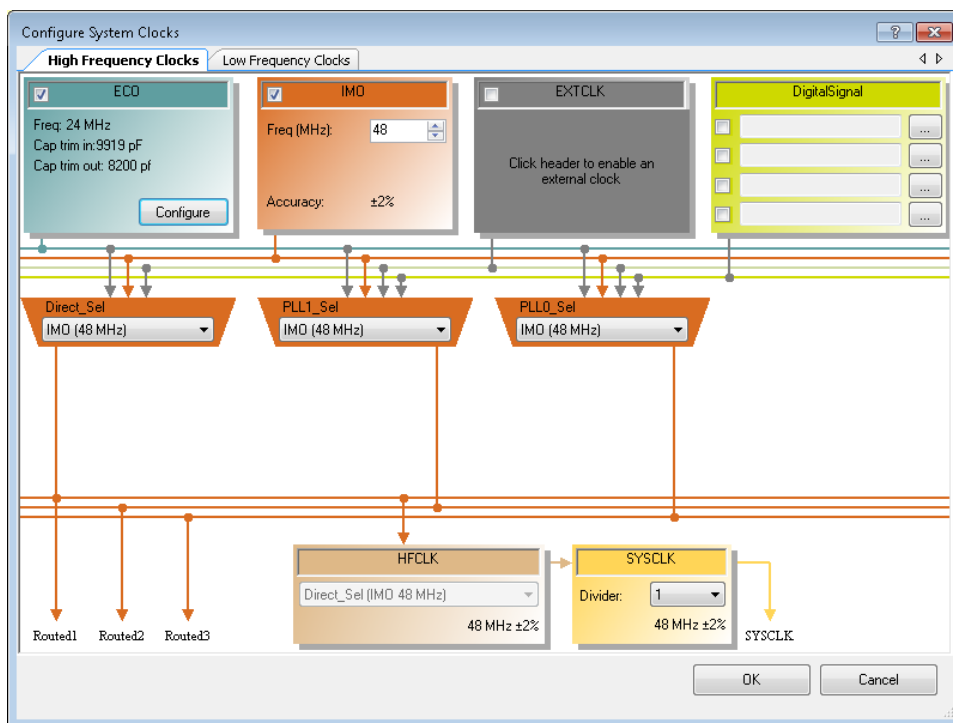 Configure System Clocks
High Frequency Clocks Low Frequency Clocks
ECO IMO EXTCLK DigitalSignal
Freq: 24 MHz
Cap trim in:9919 pF
Cap trim out: 8200 pf
Configure
Freq (MHz): 48
Accuracy: ±2%
Click header to enable an
external clock
...
...
...
...
Direct_Sel PLL1_Sel PLL0_Sel
IMO (48 MHz) IMO (48 MHz) IMO (48 MHz)
HFCLK SYSCLK
Direct_Sel (IMO 48 MHz) Divider: 1
48 MHz ±2% 48 MHz ±2%
Routed1 Routed2 Routed3 SYSCLK
OK Cancel